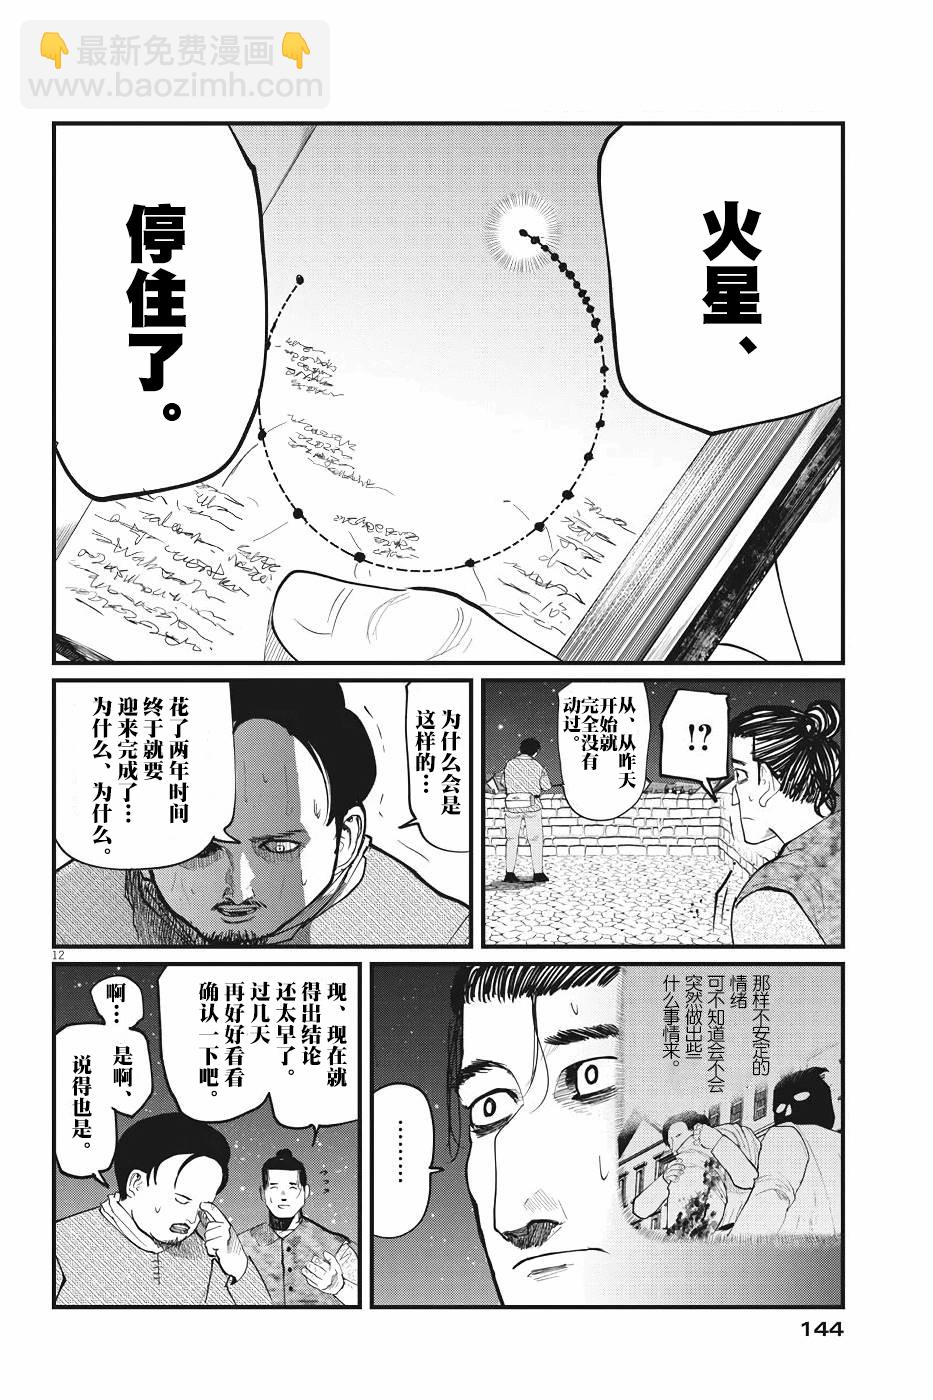 最新免费漫画
www.baozimh.com
火星、
停住了。
!?
从、从昨天
开始就
完全没有
动过。
为什么会是
这样的…
花了两年时间
终于就要
迎来完成了…
为什么、为什么。
12
那样不安定的
情绪
可不知道会不会
突然做出些
什么事情来。
………
现、现在就
得出结论
还太早了。
过几天
再好好看看
确认一下吧。
啊…是啊、
说得也是。
144